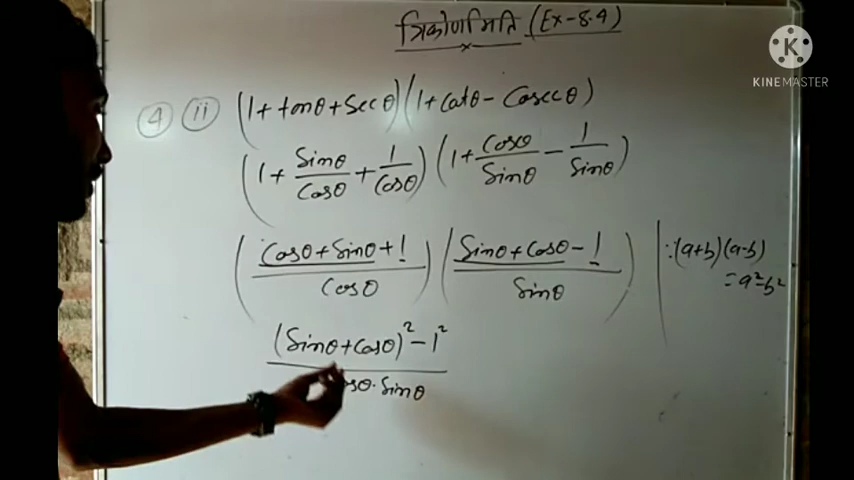 त्रिकोणमिति (Ex-8.4)
K
KINEMASTER
4 ii (1 + tanθ + Secθ) (1 + Cotθ - Cosecθ)
(1 + Sinθ/Cosθ + 1/Cosθ) (1 + Cosθ/Sinθ - 1/Sinθ)
(Cosθ + Sinθ + 1 / Cosθ) (Sinθ + Cosθ - 1 / Sinθ) | ∵ (a+b) (a-b)
= a²-b²
(Sinθ + Cosθ)² - 1²
osθ · Sinθ